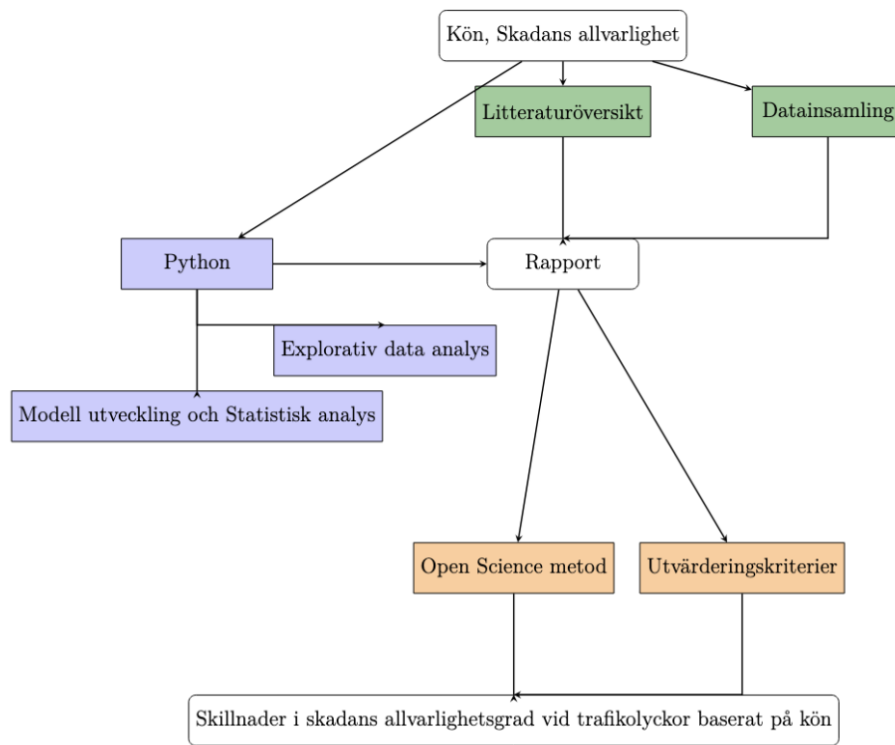 Kön, Skadans allvarlighet
Litteraturöversikt
Datainsamling
Python
Rapport
Explorativ data analys
Modell utveckling och Statistisk analys
Open Science metod
Utvärderingskriterier
Skillnader i skadans allvarlighetsgrad vid trafikolyckor baserat på kön